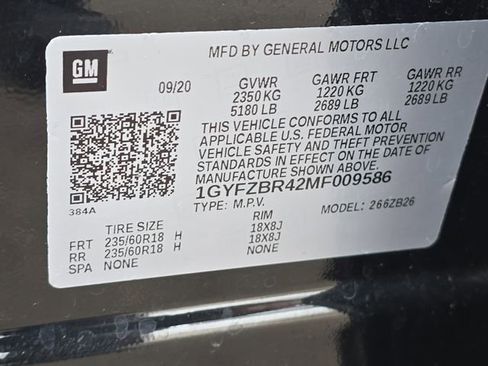 GM
MFD BY GENERAL MOTORS LLC
09/20 GVWR GAWR FRT GAWR RR
2350 KG 1220 KG 1220 KG
5180 LB 2689 LB 2689 LB
THIS VEHICLE CONFORMS TO ALL
APPLICABLE U.S. FEDERAL MOTOR
VEHICLE SAFETY AND THEFT PREVENTION
STANDARDS IN EFFECT ON THE DATE OF
MANUFACTURE SHOWN ABOVE.
1GYFZBR42MF009586
384A TYPE: M.P.V. MODEL: 266ZB26
TIRE SIZE RIM
FRT 235/60R18 H 18X8J
RR 235/60R18 H 18X8J
SPA NONE NONE